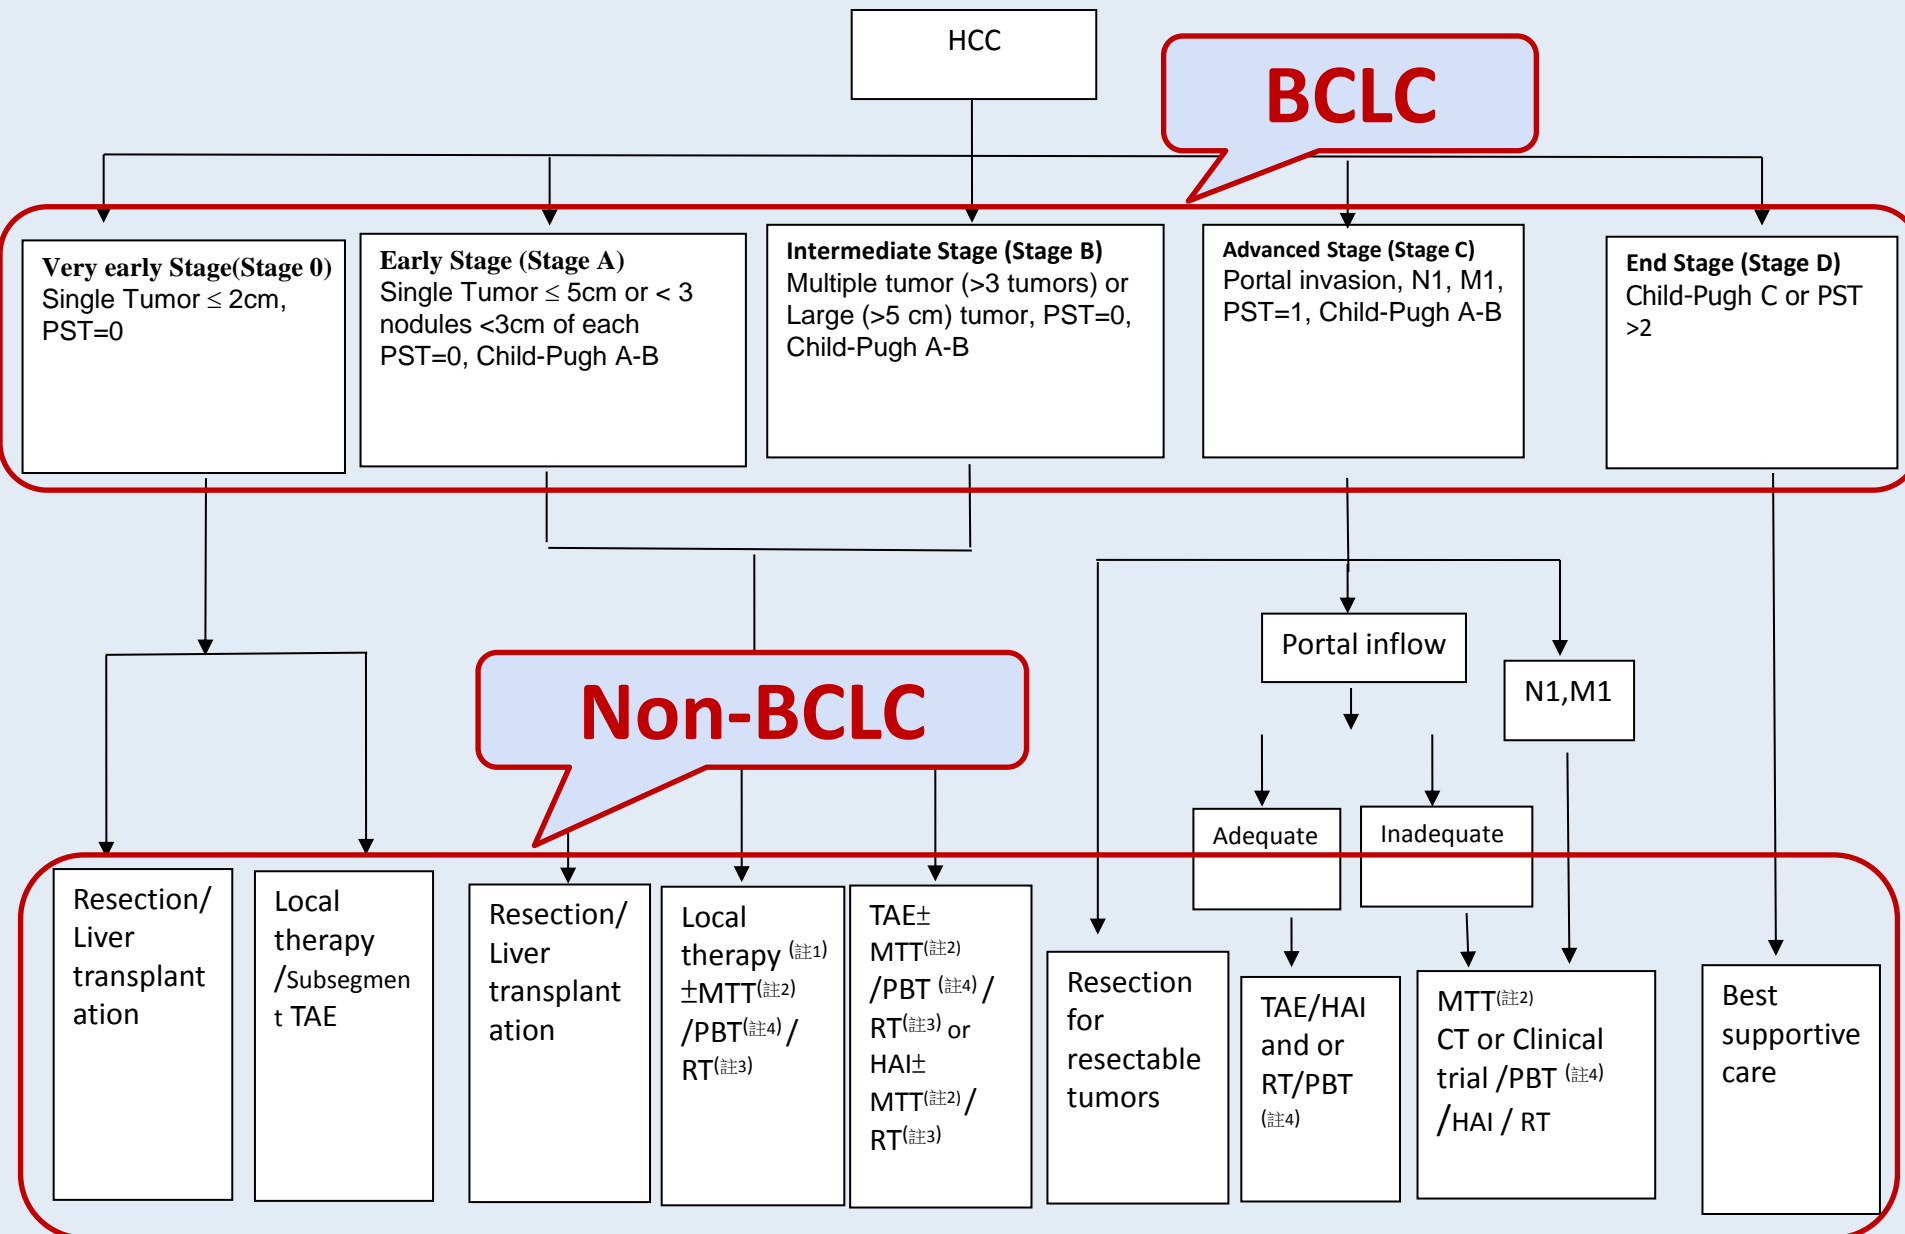 HCC
BCLC
Very early Stage(Stage 0)
Single Tumor ≤ 2cm,
PST=0
Early Stage (Stage A)
Single Tumor ≤ 5cm or < 3
nodules <3cm of each
PST=0, Child-Pugh A-B
Intermediate Stage (Stage B)
Multiple tumor (>3 tumors) or
Large (>5 cm) tumor, PST=0,
Child-Pugh A-B
Advanced Stage (Stage C)
Portal invasion, N1, M1,
PST=1, Child-Pugh A-B
End Stage (Stage D)
Child-Pugh C or PST
>2
Portal inflow
N1,M1
Non-BCLC
Adequate
Inadequate
Resection/
Liver
transplant
ation
Local
therapy
/Subsegmen
t TAE
Resection/
Liver
transplant
ation
Local
therapy (註1)
±MTT(註2)
/PBT(註4) /
RT(註3)
TAE±
MTT(註2)
/PBT (註4) /
RT(註3) or
HAI±
MTT(註2) /
RT(註3)
Resection
for
resectable
tumors
TAE/HAI
and or
RT/PBT
(註4)
MTT(註2)
CT or Clinical
trial /PBT (註4)
/HAI / RT
Best
supportive
care